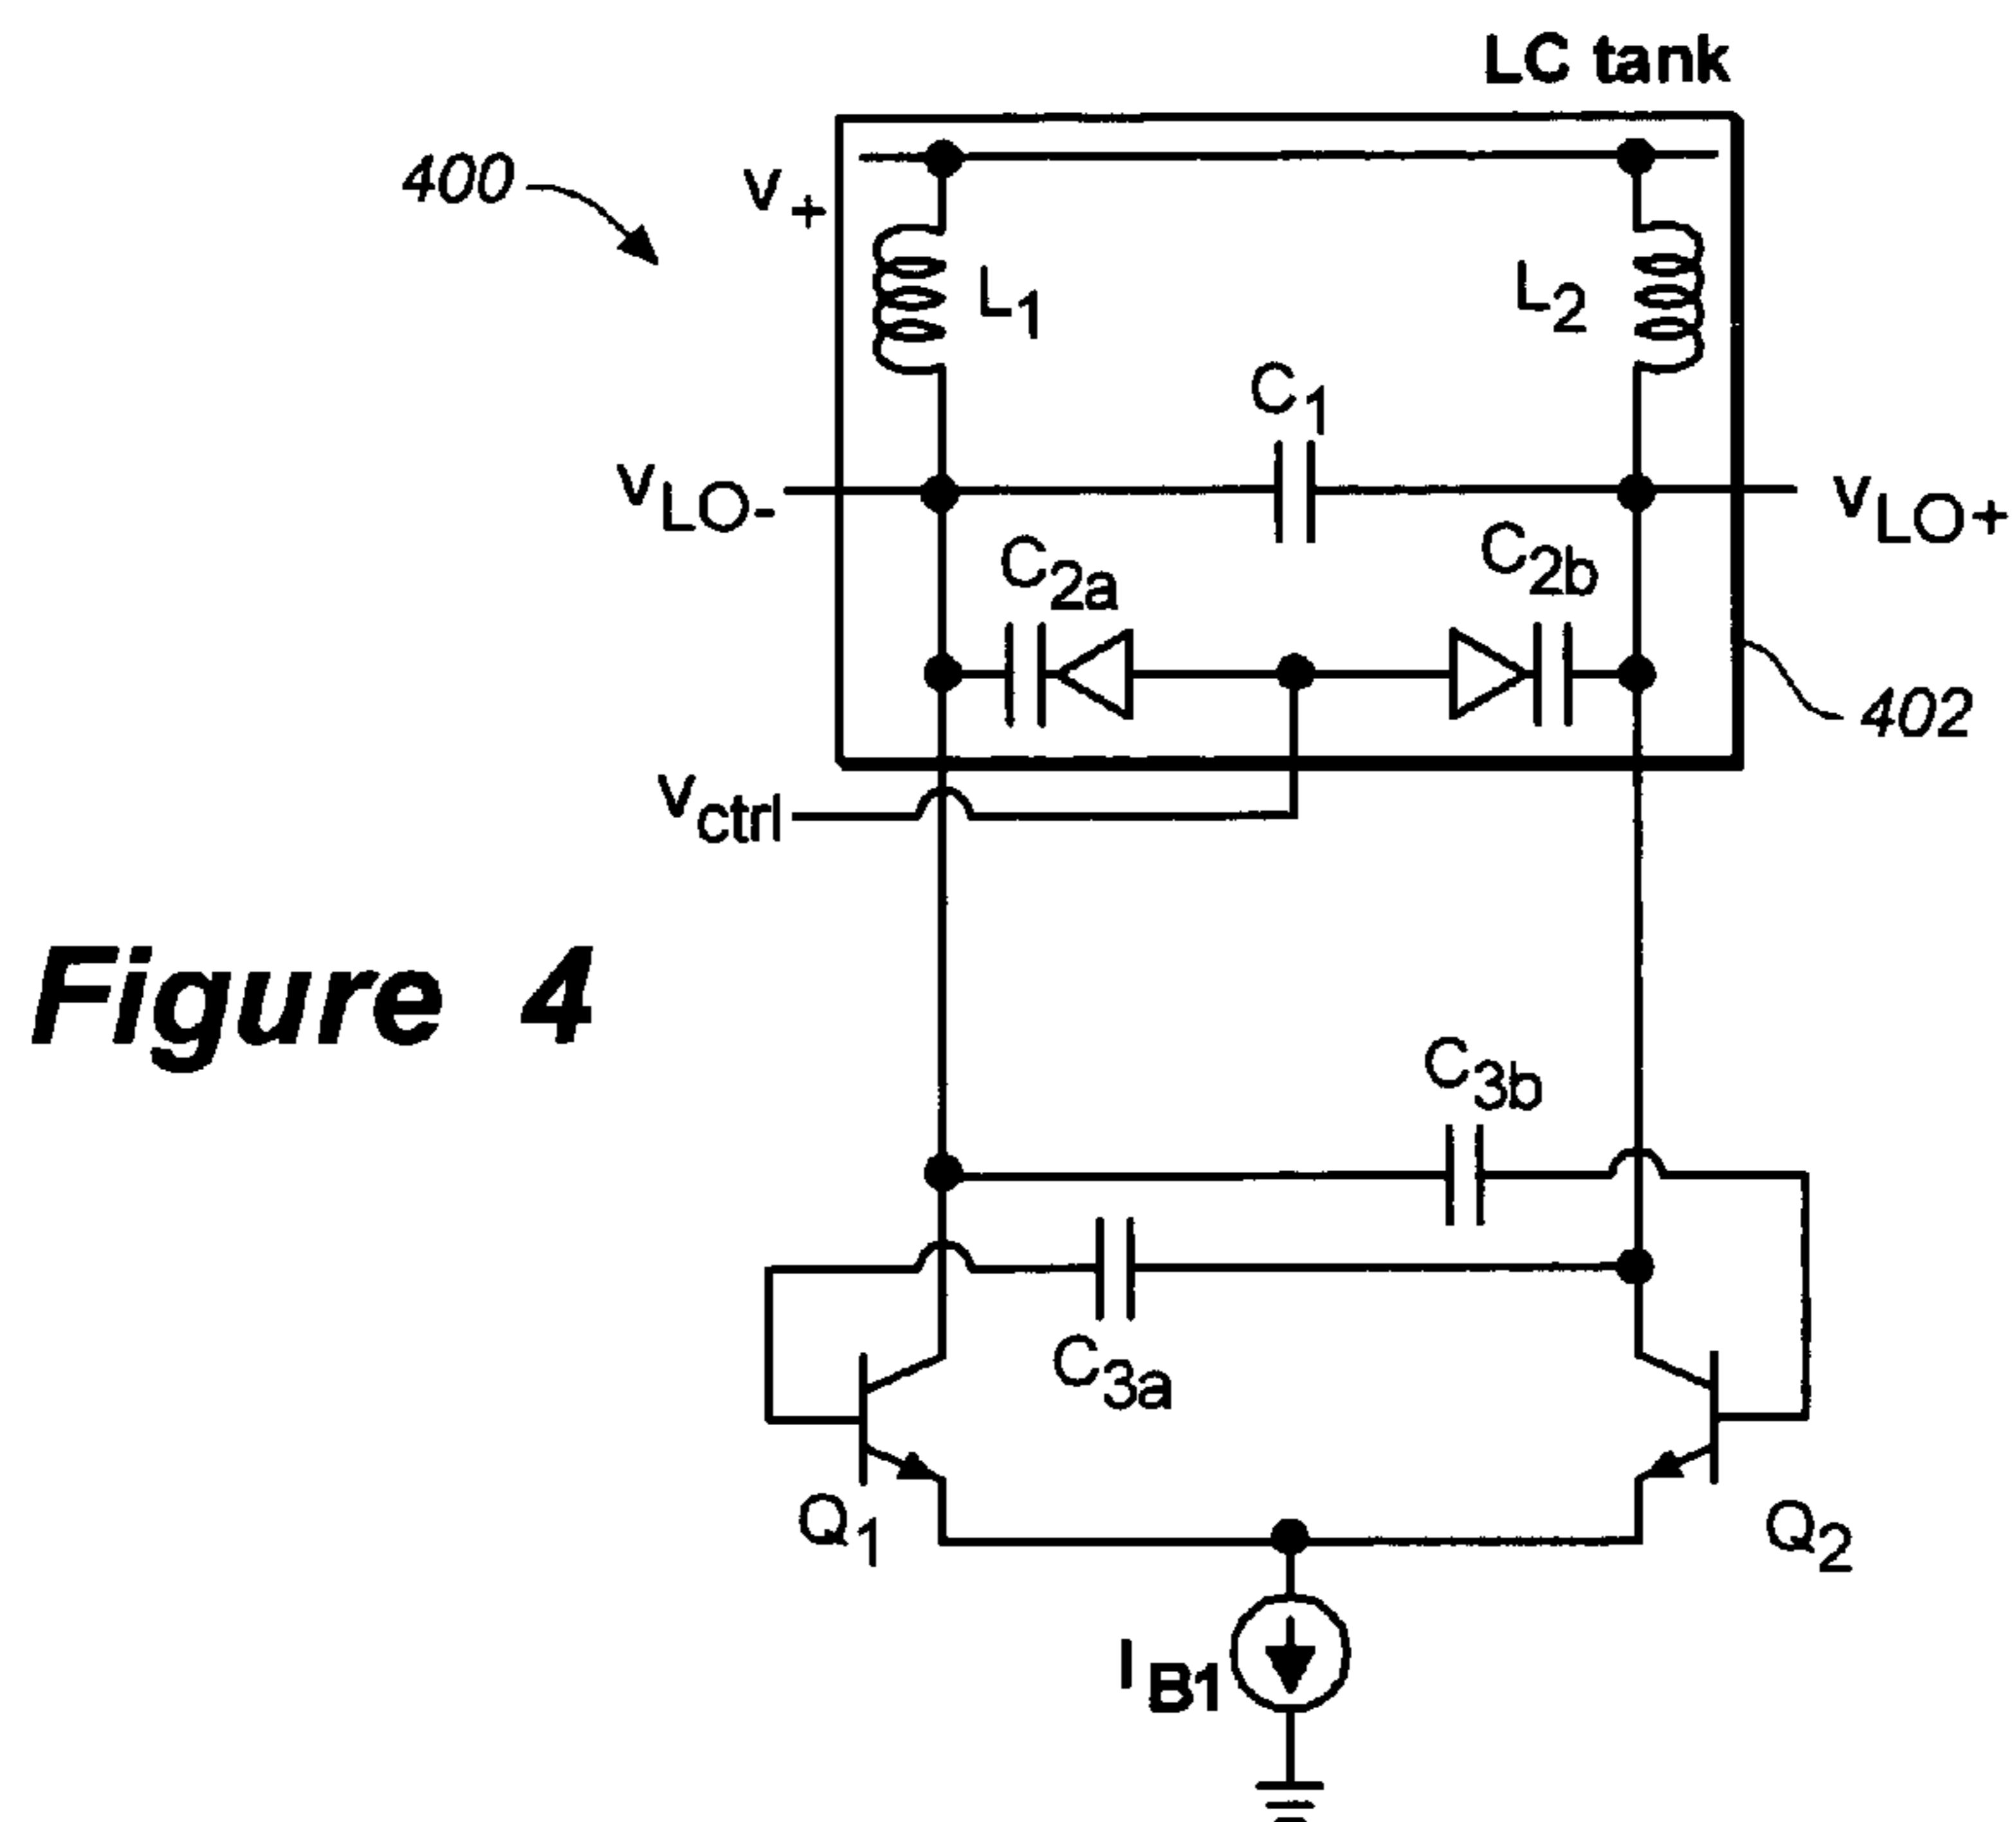 LC tank
400
v+
L1
L2
C1
vLO-
vLO+
C2a
C2b
402
vctrl
Figure 4
C3b
C3a
Q1
Q2
IB1